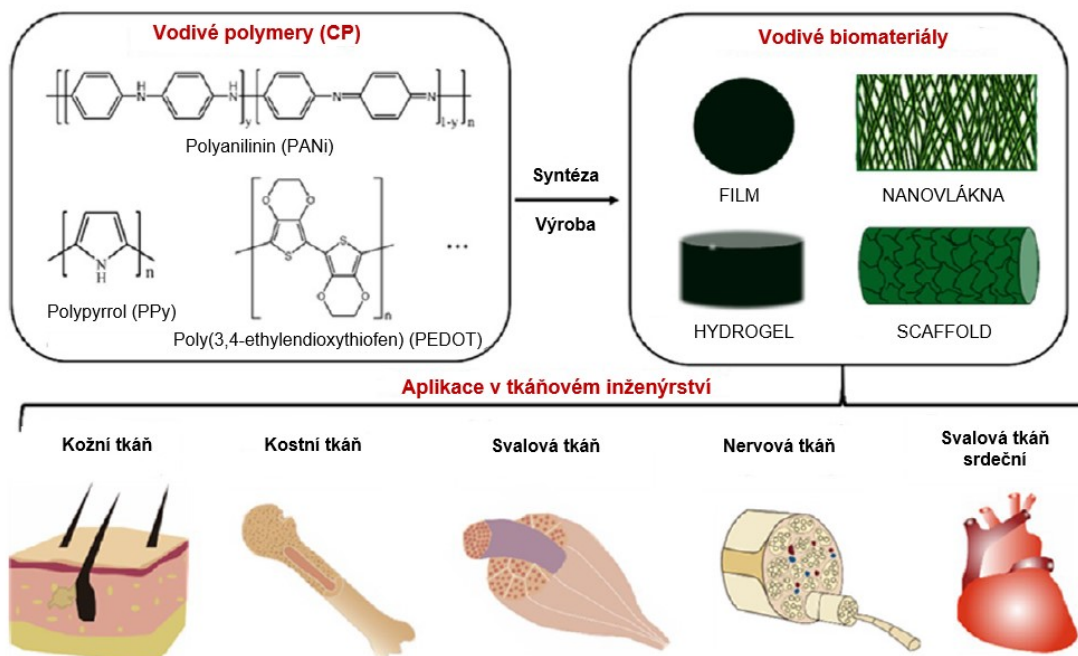 Vodivé polymery (CP)
N
H
N
H
y
N
N
1-y
n
Polyanilinin (PANi)
N
H
n
Polypyrrol (PPy)
O
O
S
S
O
O
n
...
Poly(3,4-ethylendioxythiofen) (PEDOT)
Syntéza
Výroba
Vodivé biomateriály
FILM
NANOVLÁKNA
HYDROGEL
SCAFFOLD
Aplikace v tkáňovém inženýrství
Kožní tkáň
Kostní tkáň
Svalová tkáň
Nervová tkáň
Svalová tkáň
srdeční